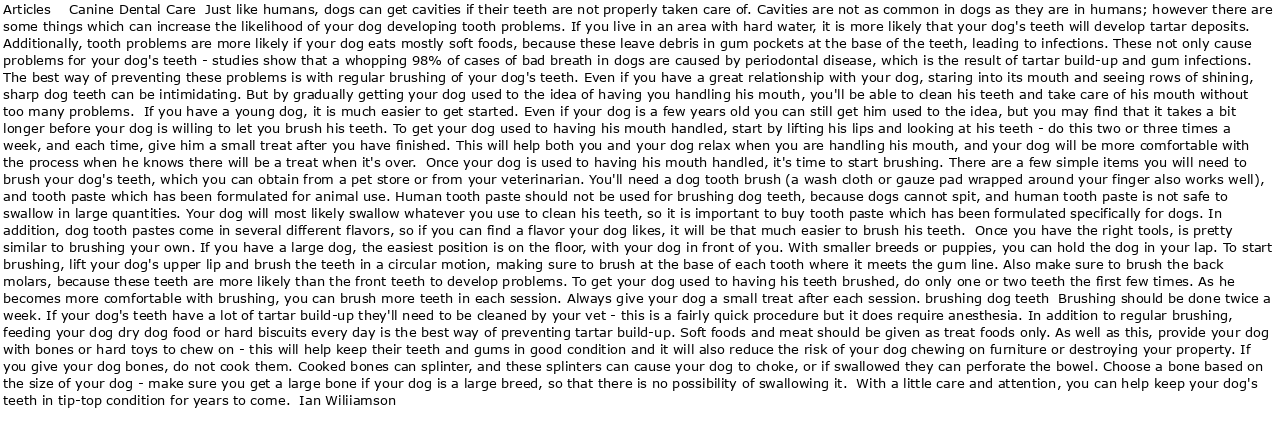 Articles    Canine Dental Care  Just like humans, dogs can get cavities if their teeth are not properly taken care of. Cavities are not as common in dogs as they are in humans; however there are
some things which can increase the likelihood of your dog developing tooth problems. If you live in an area with hard water, it is more likely that your dog's teeth will develop tartar deposits.
Additionally, tooth problems are more likely if your dog eats mostly soft foods, because these leave debris in gum pockets at the base of the teeth, leading to infections. These not only cause
problems for your dog's teeth - studies show that a whopping 98% of cases of bad breath in dogs are caused by periodontal disease, which is the result of tartar build-up and gum infections.
The best way of preventing these problems is with regular brushing of your dog's teeth. Even if you have a great relationship with your dog, staring into its mouth and seeing rows of shining,
sharp dog teeth can be intimidating. But by gradually getting your dog used to the idea of having you handling his mouth, you'll be able to clean his teeth and take care of his mouth without
too many problems.  If you have a young dog, it is much easier to get started. Even if your dog is a few years old you can still get him used to the idea, but you may find that it takes a bit
longer before your dog is willing to let you brush his teeth. To get your dog used to having his mouth handled, start by lifting his lips and looking at his teeth - do this two or three times a
week, and each time, give him a small treat after you have finished. This will help both you and your dog relax when you are handling his mouth, and your dog will be more comfortable with
the process when he knows there will be a treat when it's over.  Once your dog is used to having his mouth handled, it's time to start brushing. There are a few simple items you will need to
brush your dog's teeth, which you can obtain from a pet store or from your veterinarian. You'll need a dog tooth brush (a wash cloth or gauze pad wrapped around your finger also works well),
and tooth paste which has been formulated for animal use. Human tooth paste should not be used for brushing dog teeth, because dogs cannot spit, and human tooth paste is not safe to
swallow in large quantities. Your dog will most likely swallow whatever you use to clean his teeth, so it is important to buy tooth paste which has been formulated specifically for dogs. In
addition, dog tooth pastes come in several different flavors, so if you can find a flavor your dog likes, it will be that much easier to brush his teeth.  Once you have the right tools, is pretty
similar to brushing your own. If you have a large dog, the easiest position is on the floor, with your dog in front of you. With smaller breeds or puppies, you can hold the dog in your lap. To start
brushing, lift your dog's upper lip and brush the teeth in a circular motion, making sure to brush at the base of each tooth where it meets the gum line. Also make sure to brush the back
molars, because these teeth are more likely than the front teeth to develop problems. To get your dog used to having his teeth brushed, do only one or two teeth the first few times. As he
becomes more comfortable with brushing, you can brush more teeth in each session. Always give your dog a small treat after each session. brushing dog teeth  Brushing should be done twice a
week. If your dog's teeth have a lot of tartar build-up they'll need to be cleaned by your vet - this is a fairly quick procedure but it does require anesthesia. In addition to regular brushing,
feeding your dog dry dog food or hard biscuits every day is the best way of preventing tartar build-up. Soft foods and meat should be given as treat foods only. As well as this, provide your dog
with bones or hard toys to chew on - this will help keep their teeth and gums in good condition and it will also reduce the risk of your dog chewing on furniture or destroying your property. If
you give your dog bones, do not cook them. Cooked bones can splinter, and these splinters can cause your dog to choke, or if swallowed they can perforate the bowel. Choose a bone based on
the size of your dog - make sure you get a large bone if your dog is a large breed, so that there is no possibility of swallowing it.  With a little care and attention, you can help keep your dog's
teeth in tip-top condition for years to come.  Ian Wiliiamson